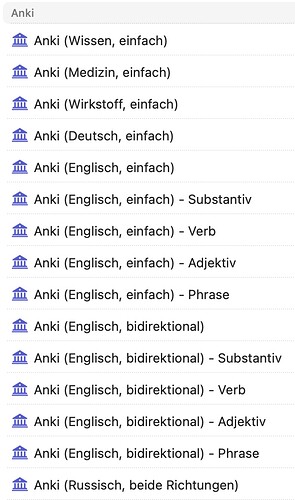 Anki
Anki (Wissen, einfach)
Anki (Medizin, einfach)
Anki (Wirkstoff, einfach)
Anki (Deutsch, einfach)
Anki (Englisch, einfach)
Anki (Englisch, einfach) - Substantiv
Anki (Englisch, einfach) - Verb
Anki (Englisch, einfach) - Adjektiv
Anki (Englisch, einfach) - Phrase
Anki (Englisch, bidirektional)
Anki (Englisch, bidirektional) - Substantiv
Anki (Englisch, bidirektional) - Verb
Anki (Englisch, bidirektional) - Adjektiv
Anki (Englisch, bidirektional) - Phrase
Anki (Russisch, beide Richtungen)